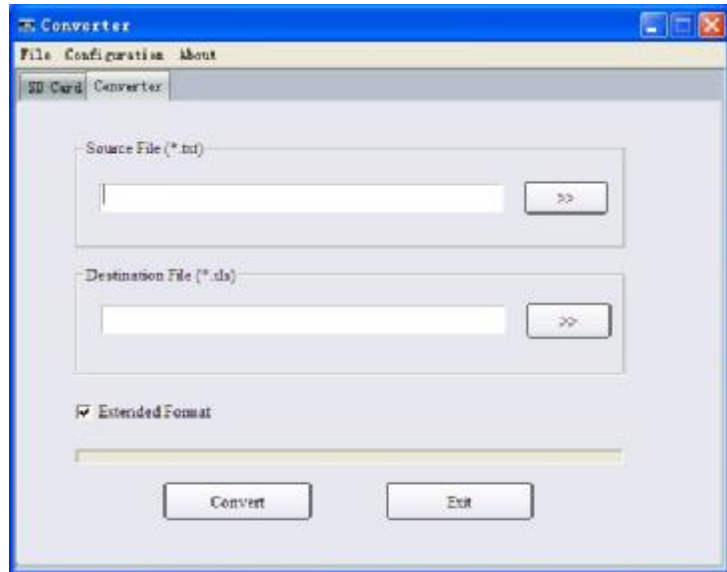 Converter
File Configuration About
SD Card Converter
Source File (*.txt)
>>
Destination File (*.xls)
>>
Extended Format
Convert Exit